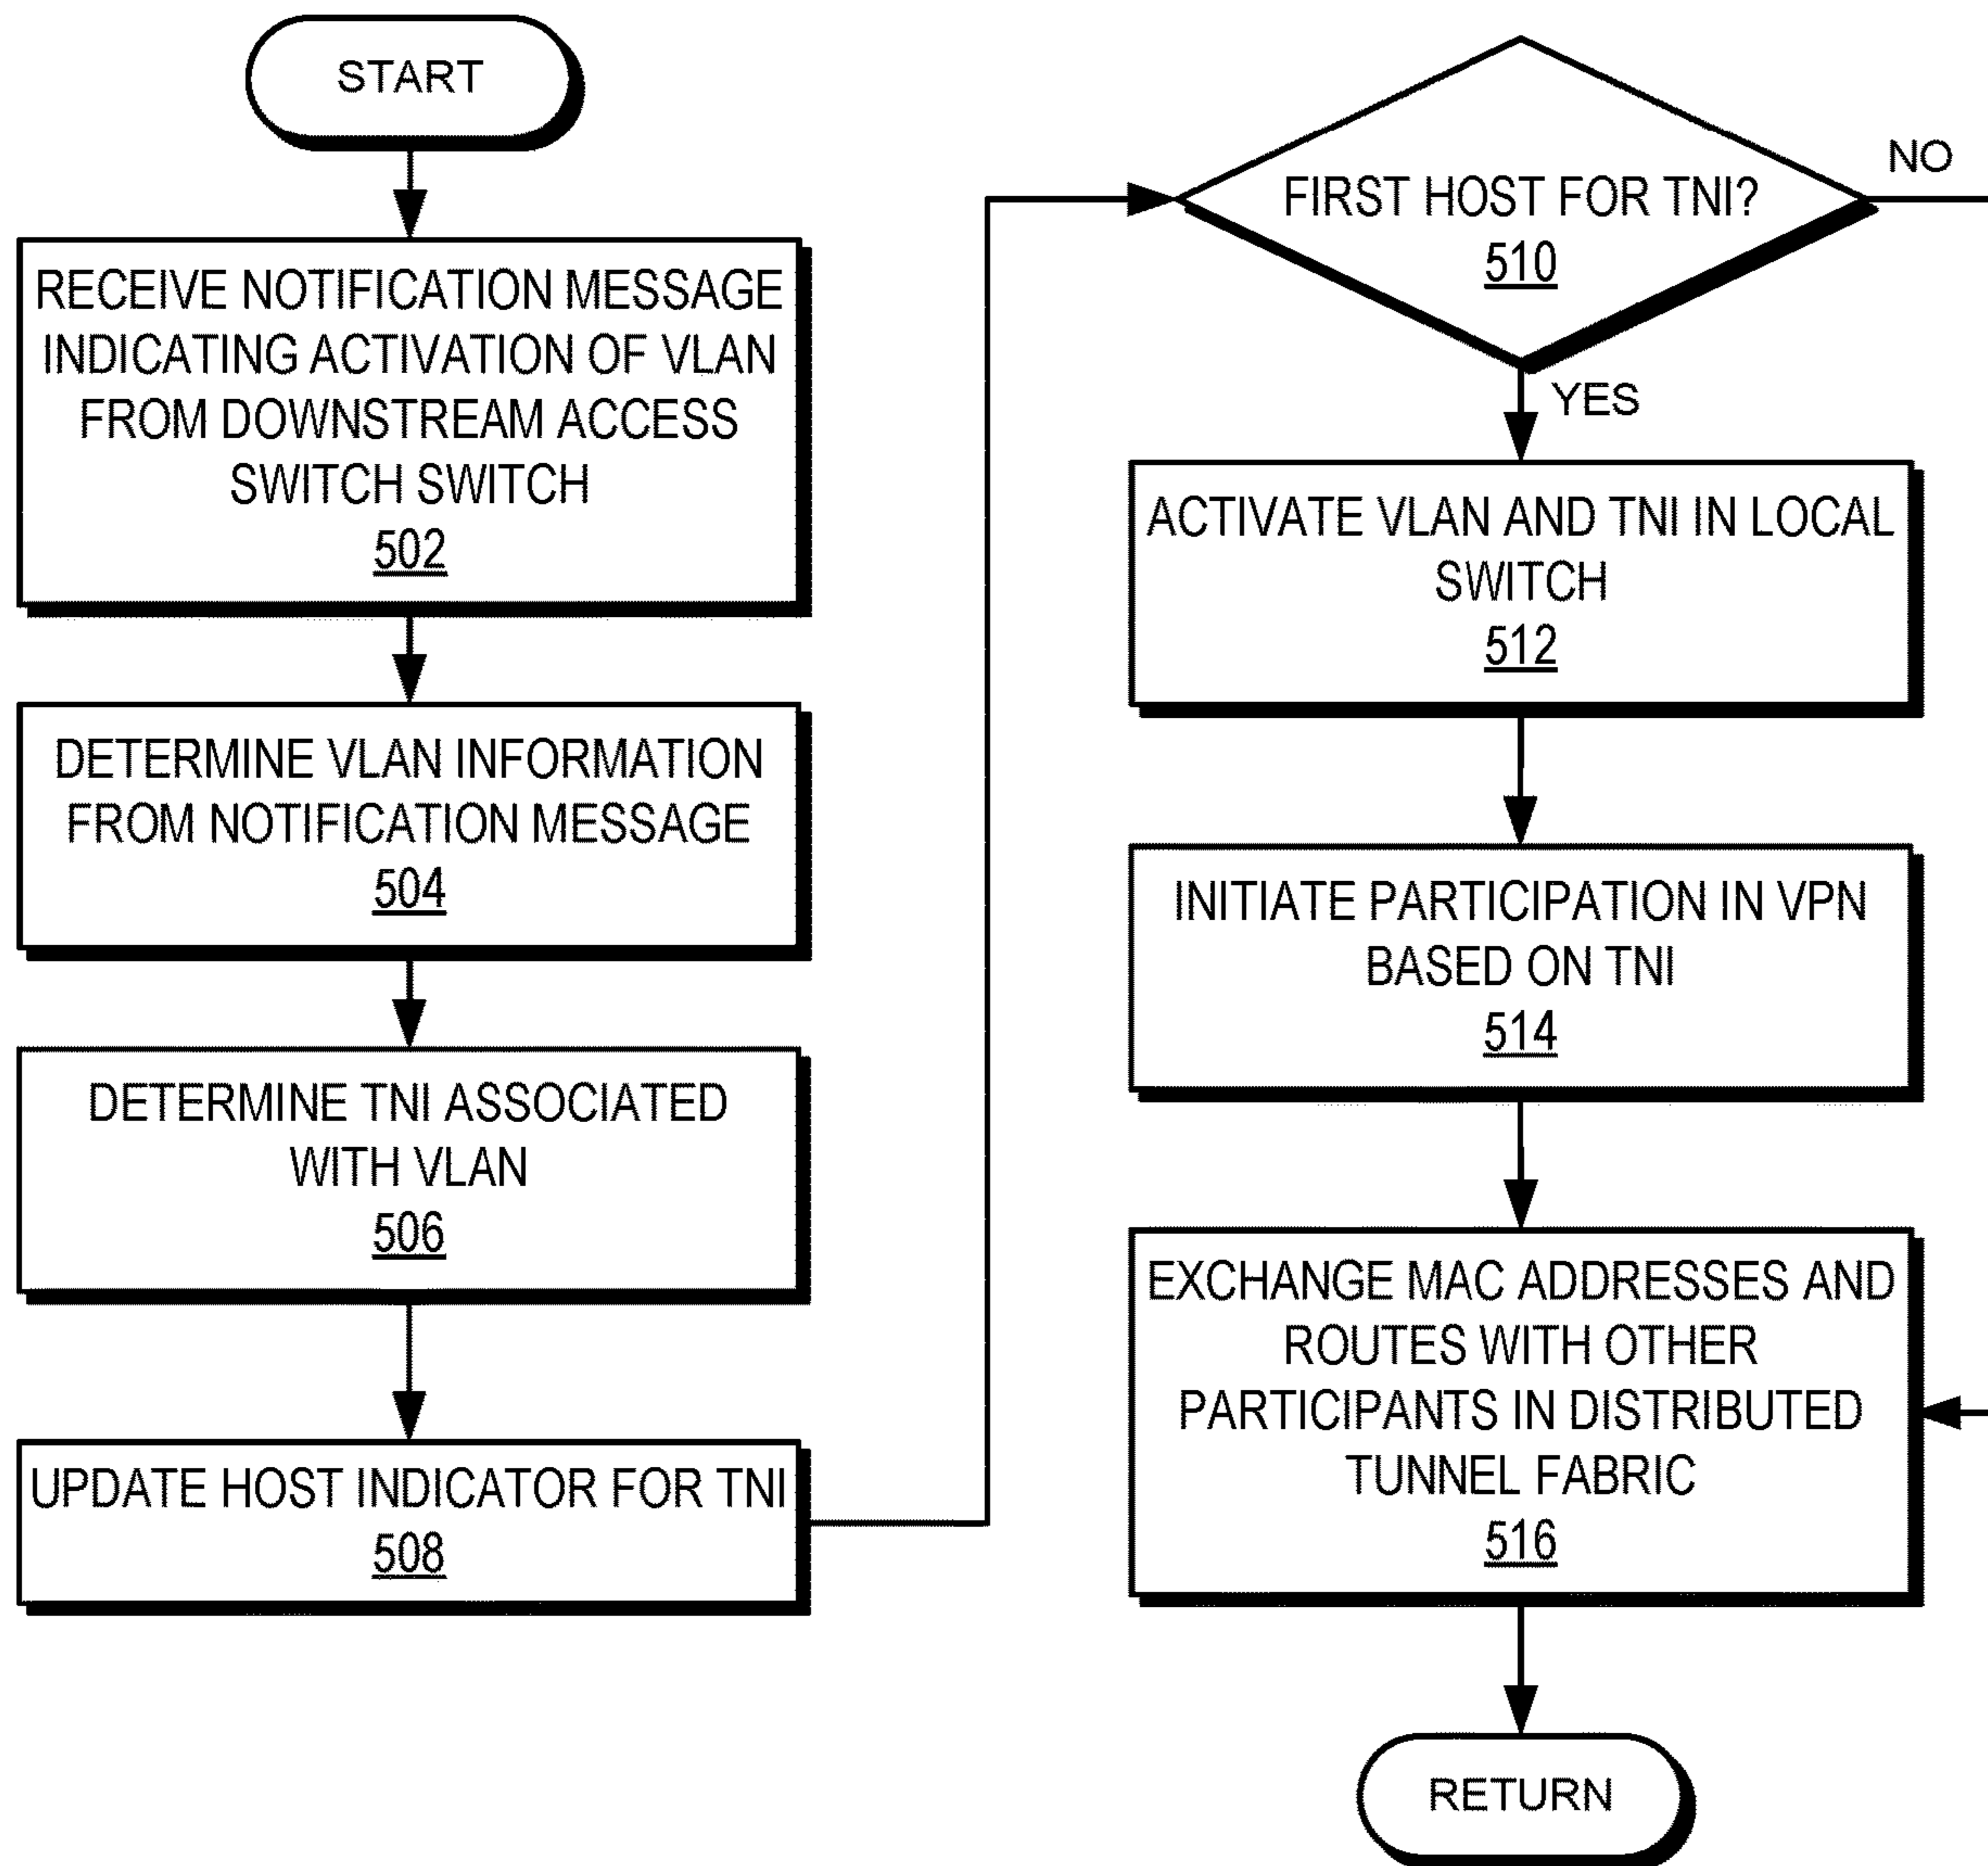 START
RECEIVE NOTIFICATION MESSAGE
INDICATING ACTIVATION OF VLAN
FROM DOWNSTREAM ACCESS
SWITCH SWITCH
502
DETERMINE VLAN INFORMATION
FROM NOTIFICATION MESSAGE
504
DETERMINE TNI ASSOCIATED
WITH VLAN
506
UPDATE HOST INDICATOR FOR TNI
508
FIRST HOST FOR TNI?
510
NO
YES
ACTIVATE VLAN AND TNI IN LOCAL
SWITCH
512
INITIATE PARTICIPATION IN VPN
BASED ON TNI
514
EXCHANGE MAC ADDRESSES AND
ROUTES WITH OTHER
PARTICIPANTS IN DISTRIBUTED
TUNNEL FABRIC
516
RETURN